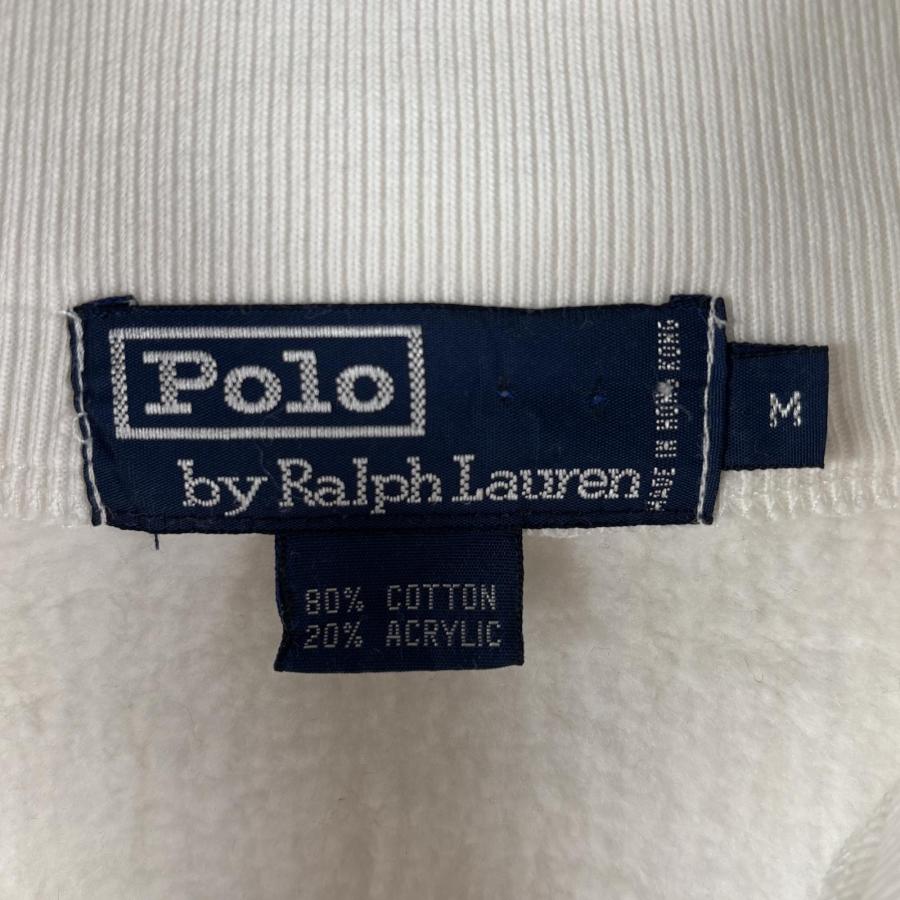 Polo
by Ralph Lauren
MADE IN HONG KONG
M
80% COTTON
20% ACRYLIC